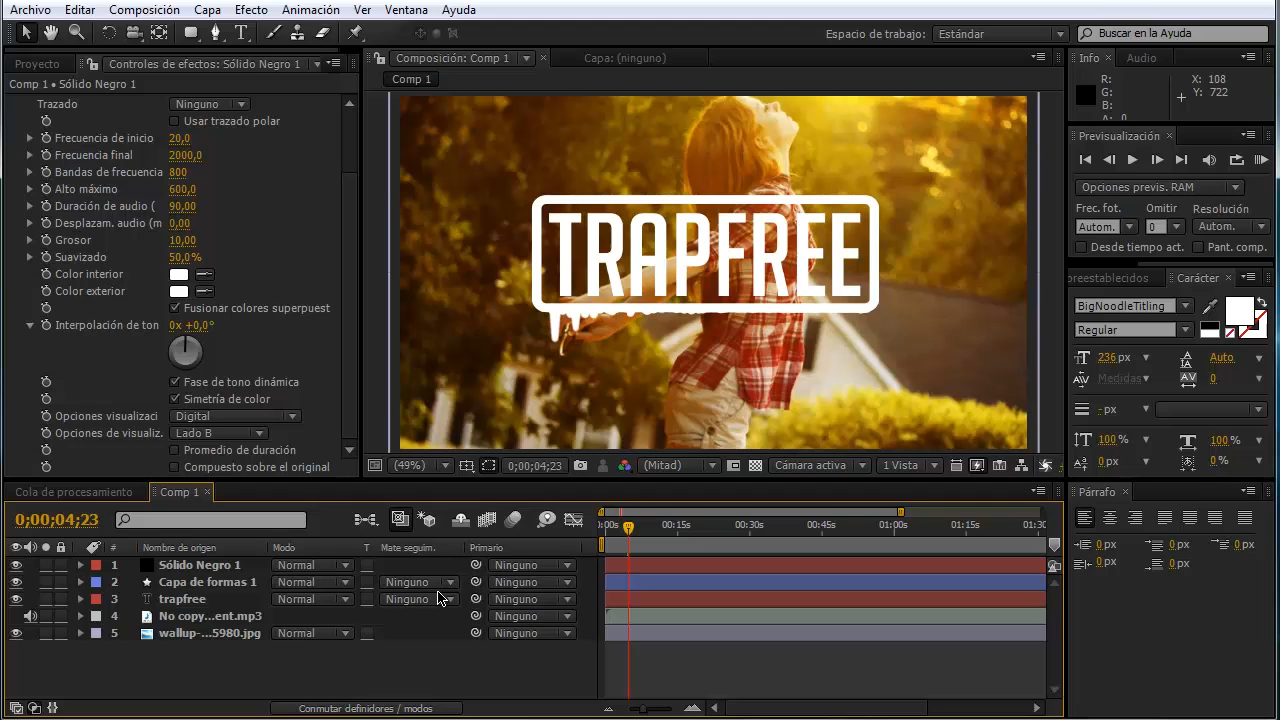 Archivo Editar Composición Capa Efecto Animación Ver Ventana Ayuda
Espacio de trabajo: Estándar Buscar en la Ayuda
Proyecto Controles de efectos: Sólido Negro 1
Comp 1 • Sólido Negro 1
Trazado Ninguno
Usar trazado polar
Frecuencia de inicio 20,0
Frecuencia final 2000,0
Bandas de frecuencia 800
Alto máximo 600,0
Duración de audio ( 90,00
Desplazam. audio (m 0,00
Grosor 10,00
Suavizado 50,0%
Color interior
Color exterior
Fusionar colores superpuest
Interpolación de ton 0x +0,0°
Fase de tono dinámica
Simetría de color
Opciones visualizaci Digital
Opciones de visualiz. Lado B
Promedio de duración
Compuesto sobre el original
Composición: Comp 1 Capa: (ninguno)
Comp 1
TRAPFREE
(49%) 0;00;04;23 (Mitad) Cámara activa 1 Vista
Info Audio
R: X: 108
G: Y: 722
B:
A: 0
Previsualización
Opciones previs. RAM
Frec. fot. Omitir Resolución
Autom. 0 Autom.
Desde tiempo act. Pant. comp.
preestablecidos Carácter
BigNoodleTitling
Regular
236 px Auto
Medidas 0
- px
100 % 100 %
0 px 0 %
Párrafo
0 px 0 px 0 px
0 px 0 px
Cola de procesamiento Comp 1
0;00;04;23
:00s 00:15s 00:30s 00:45s 01:00s 01:15s 01:30
# Nombre de origen Modo Mate seguim. Primario
1 Sólido Negro 1 Normal Ninguno
2 Capa de formas 1 Normal Ninguno Ninguno
3 T trapfree Normal Ninguno Ninguno
4 No copy...ent.mp3 Ninguno
5 wallup-...5980.jpg Normal Ninguno
Conmutar definidores / modos